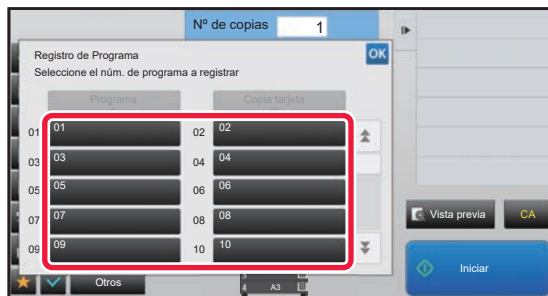 Nº de copias 1
Registro de Programa
OK
Seleccione el núm. de programa a registrar
Programa
Copia tarjeta
01 01 02 02
03 03 04 04
05 05 06 06
07 07 08 08
09 09 10 10
Vista previa
CA
Iniciar
Otros
4 A3